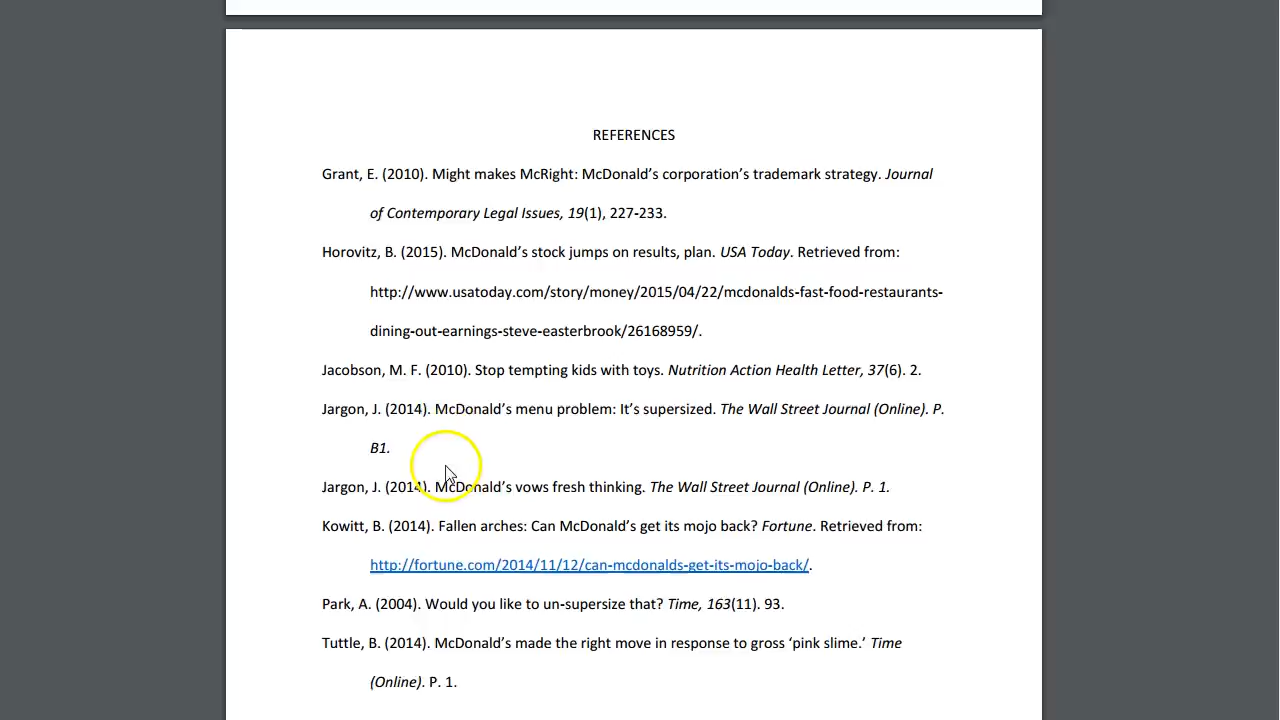 REFERENCES
Grant, E. (2010). Might makes McRight: McDonald’s corporation’s trademark strategy. Journal
of Contemporary Legal Issues, 19(1), 227-233.
Horovitz, B. (2015). McDonald’s stock jumps on results, plan. USA Today. Retrieved from:
http://www.usatoday.com/story/money/2015/04/22/mcdonalds-fast-food-restaurants-
dining-out-earnings-steve-easterbrook/26168959/.
Jacobson, M. F. (2010). Stop tempting kids with toys. Nutrition Action Health Letter, 37(6). 2.
Jargon, J. (2014). McDonald’s menu problem: It’s supersized. The Wall Street Journal (Online). P.
B1.
Jargon, J. (2014). McDonald’s vows fresh thinking. The Wall Street Journal (Online). P. 1.
Kowitt, B. (2014). Fallen arches: Can McDonald’s get its mojo back? Fortune. Retrieved from:
http://fortune.com/2014/11/12/can-mcdonalds-get-its-mojo-back/.
Park, A. (2004). Would you like to un-supersize that? Time, 163(11). 93.
Tuttle, B. (2014). McDonald’s made the right move in response to gross ‘pink slime.’ Time
(Online). P. 1.